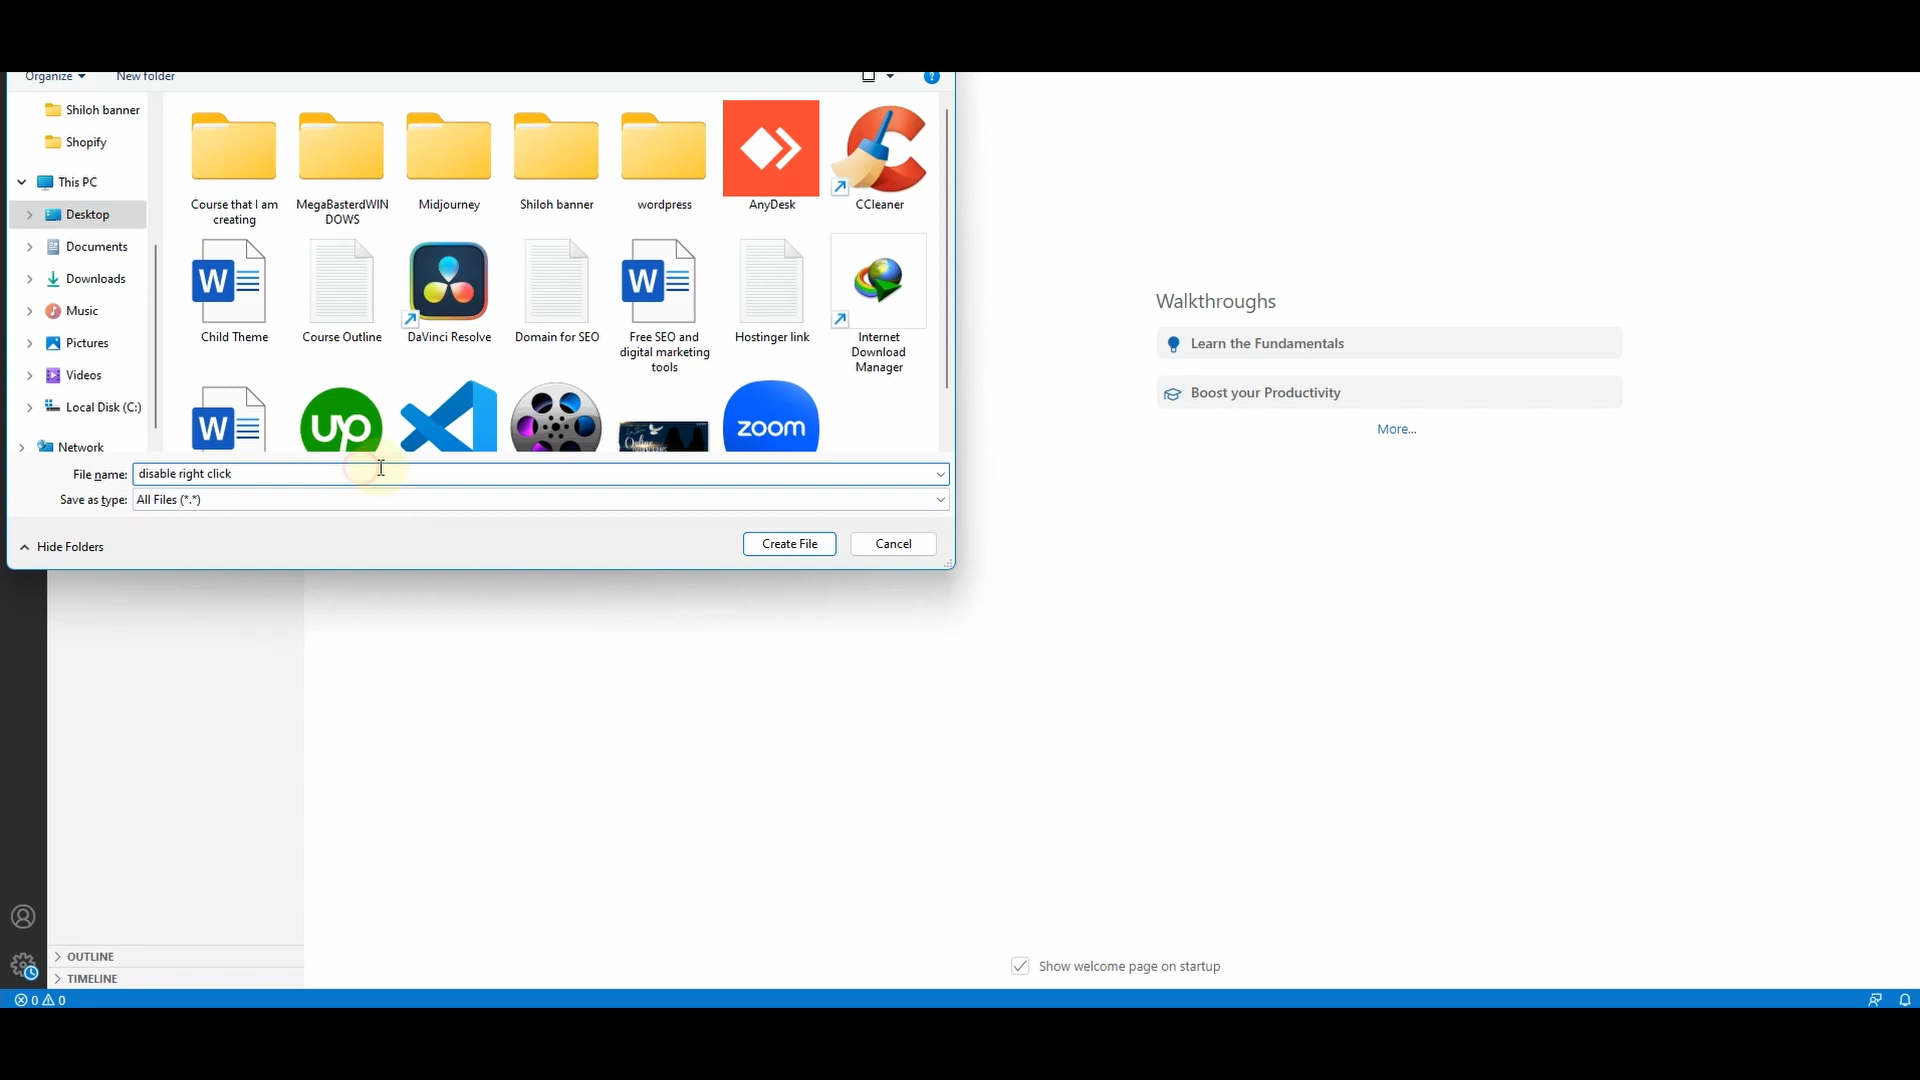 Organize
New folder
Shiloh banner
Shopify
This PC
Desktop
Documents
Downloads
Music
Pictures
Videos
Local Disk (C:)
Network
Course that I am
creating
MegaBasterdWIN
DOWS
Midjourney
Shiloh banner
wordpress
AnyDesk
CCleaner
W
Child Theme
Course Outline
DaVinci Resolve
Domain for SEO
W
Free SEO and
digital marketing
tools
Hostinger link
Internet
Download
Manager
W
up
Online
zoom
File name: disable right click
Save as type: All Files (*.*)
Hide Folders
Create File
Cancel
Walkthroughs
Learn the Fundamentals
Boost your Productivity
More...
OUTLINE
TIMELINE
Show welcome page on startup
0 0